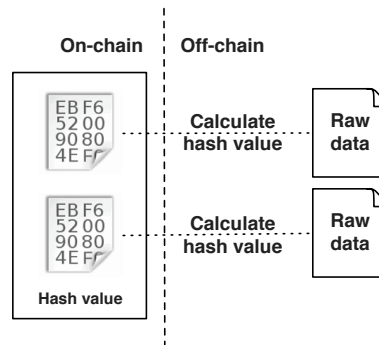 On-chain Off-chain
EB F6
52 00
90 80
4E F
Calculate
hash value
Raw
data
EB F6
52 00
90 80
4E F
Calculate
hash value
Raw
data
Hash value